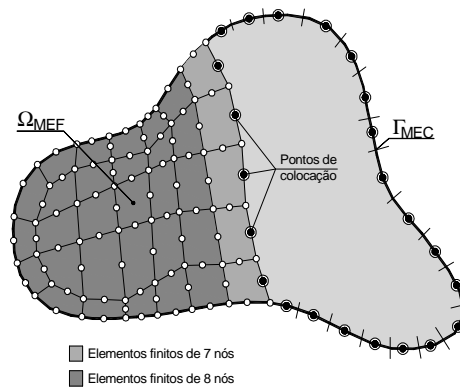 Ω_MEF
Γ_MEC
Pontos de
colocação
Elementos finitos de 7 nós
Elementos finitos de 8 nós